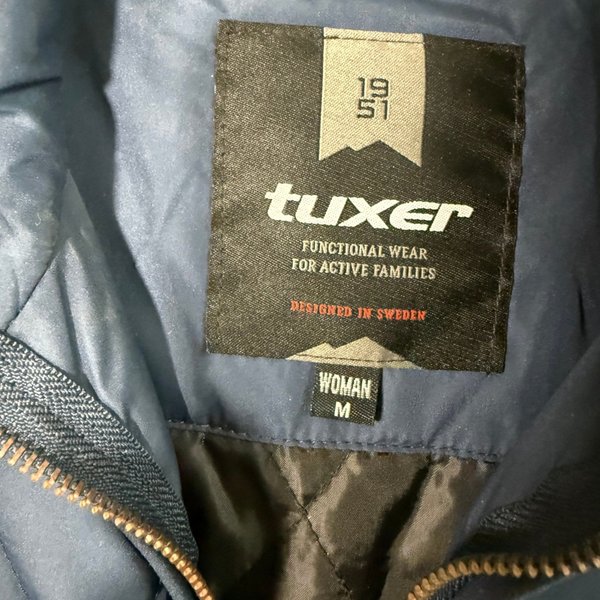 19
51
tuxer
FUNCTIONAL WEAR
FOR ACTIVE FAMILIES
DESIGNED IN SWEDEN
WOMAN
M